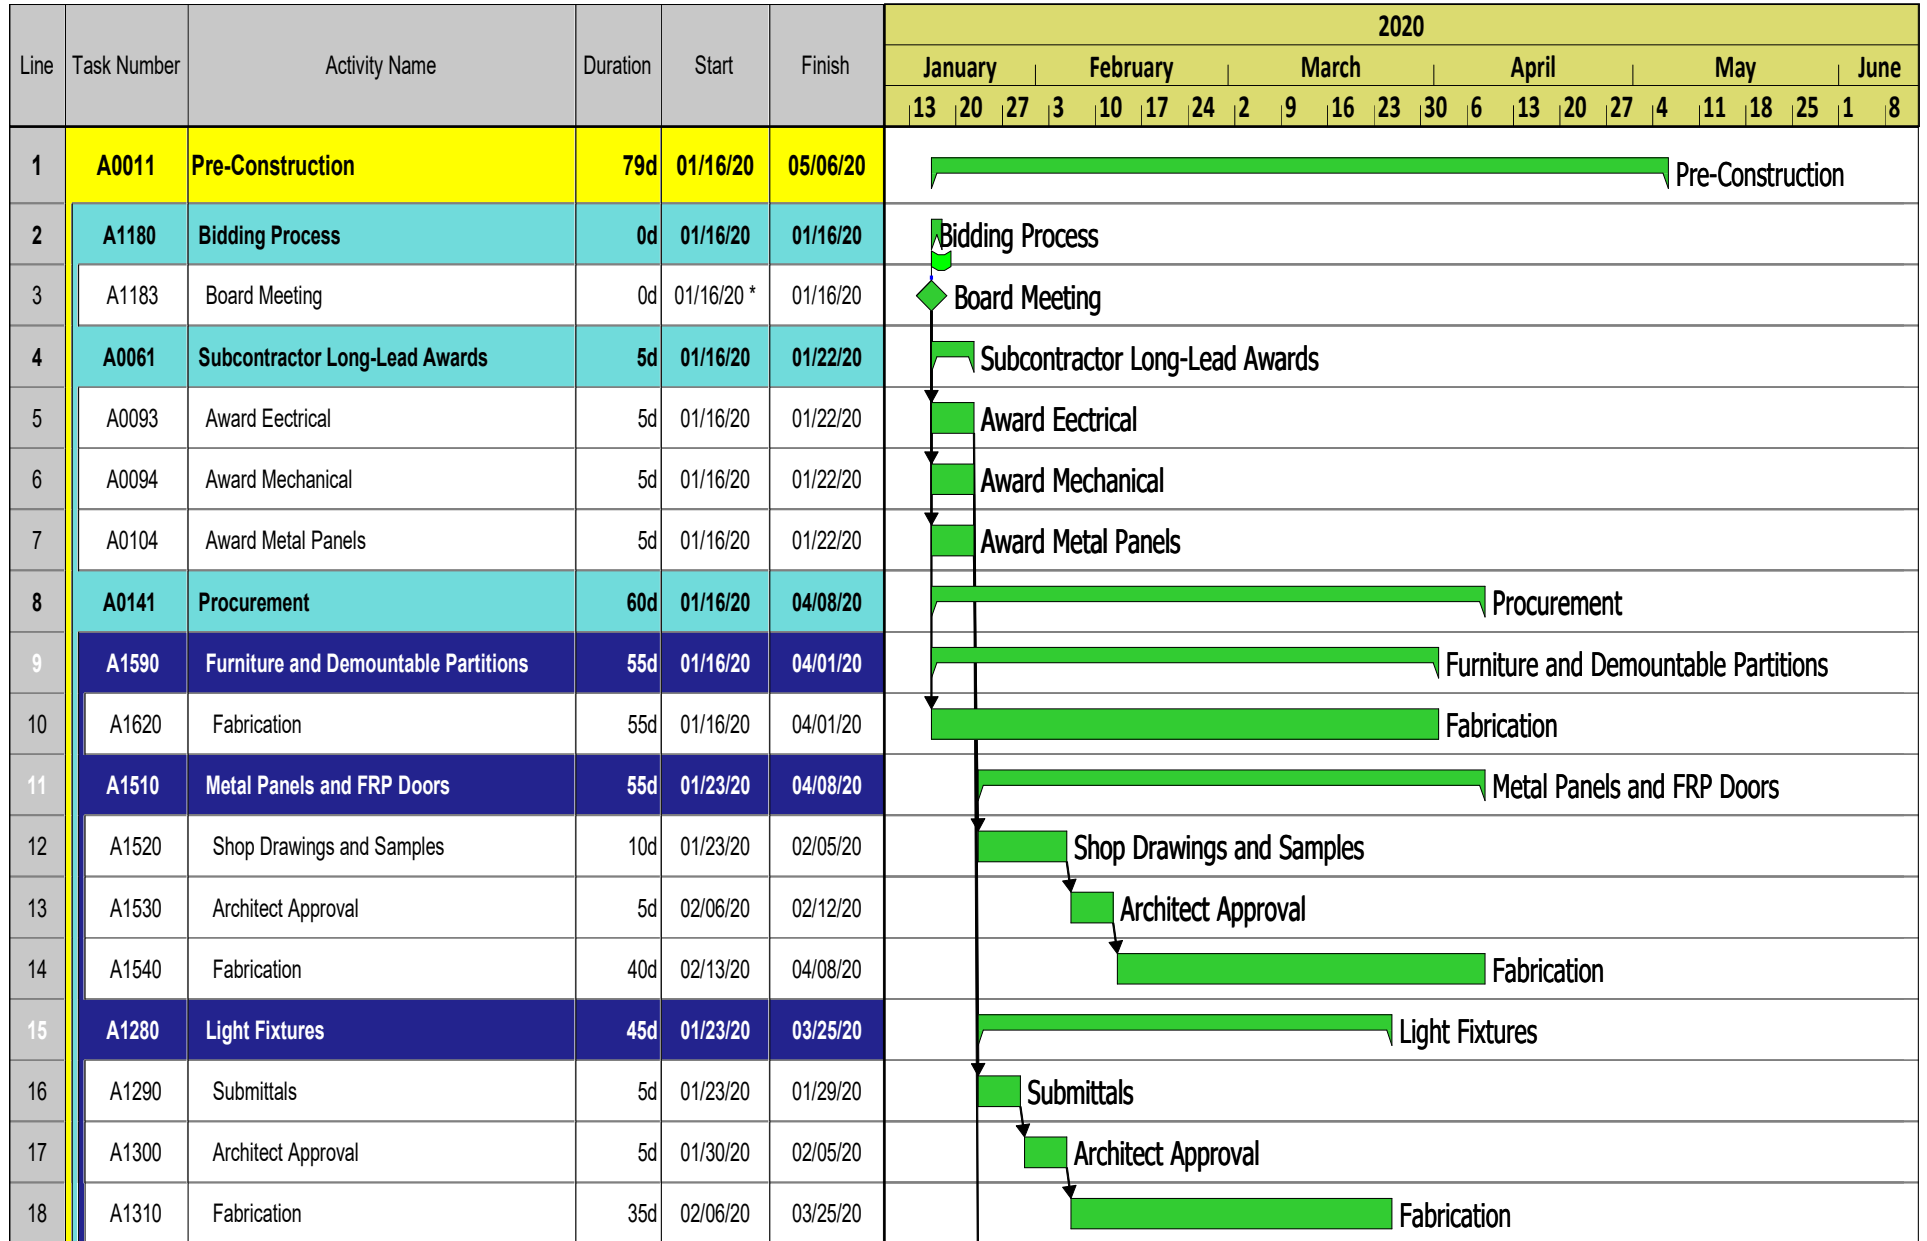 2020
Line Task Number Activity Name Duration Start Finish January February March April May June
13 20 27 3 10 17 24 2 9 16 23 30 6 13 20 27 4 11 18 25 1 8
1 A0011 Pre-Construction 79d 01/16/20 05/06/20 Pre-Construction
2 A1180 Bidding Process 0d 01/16/20 01/16/20 Bidding Process
3 A1183 Board Meeting 0d 01/16/20 * 01/16/20 Board Meeting
4 A0061 Subcontractor Long-Lead Awards 5d 01/16/20 01/22/20 Subcontractor Long-Lead Awards
5 A0093 Award Eectrical 5d 01/16/20 01/22/20 Award Eectrical
6 A0094 Award Mechanical 5d 01/16/20 01/22/20 Award Mechanical
7 A0104 Award Metal Panels 5d 01/16/20 01/22/20 Award Metal Panels
8 A0141 Procurement 60d 01/16/20 04/08/20 Procurement
9 A1590 Furniture and Demountable Partitions 55d 01/16/20 04/01/20 Furniture and Demountable Partitions
10 A1620 Fabrication 55d 01/16/20 04/01/20 Fabrication
11 A1510 Metal Panels and FRP Doors 55d 01/23/20 04/08/20 Metal Panels and FRP Doors
12 A1520 Shop Drawings and Samples 10d 01/23/20 02/05/20 Shop Drawings and Samples
13 A1530 Architect Approval 5d 02/06/20 02/12/20 Architect Approval
14 A1540 Fabrication 40d 02/13/20 04/08/20 Fabrication
15 A1280 Light Fixtures 45d 01/23/20 03/25/20 Light Fixtures
16 A1290 Submittals 5d 01/23/20 01/29/20 Submittals
17 A1300 Architect Approval 5d 01/30/20 02/05/20 Architect Approval
18 A1310 Fabrication 35d 02/06/20 03/25/20 Fabrication